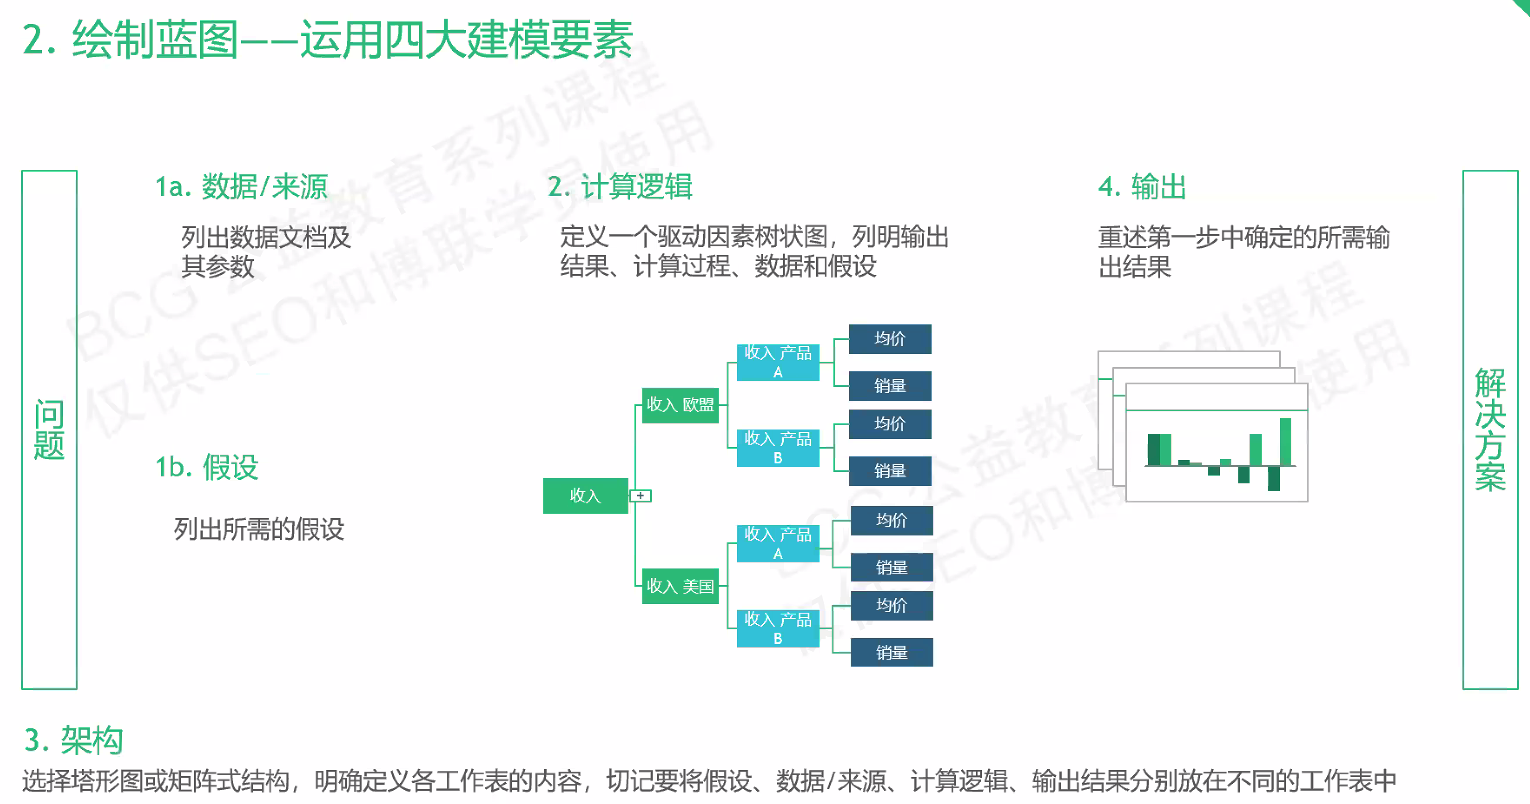 2. 绘制蓝图——运用四大建模要素
问题
1a. 数据/来源
列出数据文档及
其参数
1b. 假设
列出所需的假设
2. 计算逻辑
定义一个驱动因素树状图，列明输出
结果、计算过程、数据和假设
收入
+
收入 欧盟
收入 产品
A
均价
销量
收入 产品
B
均价
销量
收入 美国
收入 产品
A
均价
销量
收入 产品
B
均价
销量
4. 输出
重述第一步中确定的所需输
出结果
解决方案
3. 架构
选择塔形图或矩阵式结构，明确定义各工作表的内容，切记要将假设、数据/来源、计算逻辑、输出结果分别放在不同的工作表中
BCG 公益教育系列课程
仅供SEO和博联学员使用
BCG 公益教育系列课程
仅供SEO和博联学员使用